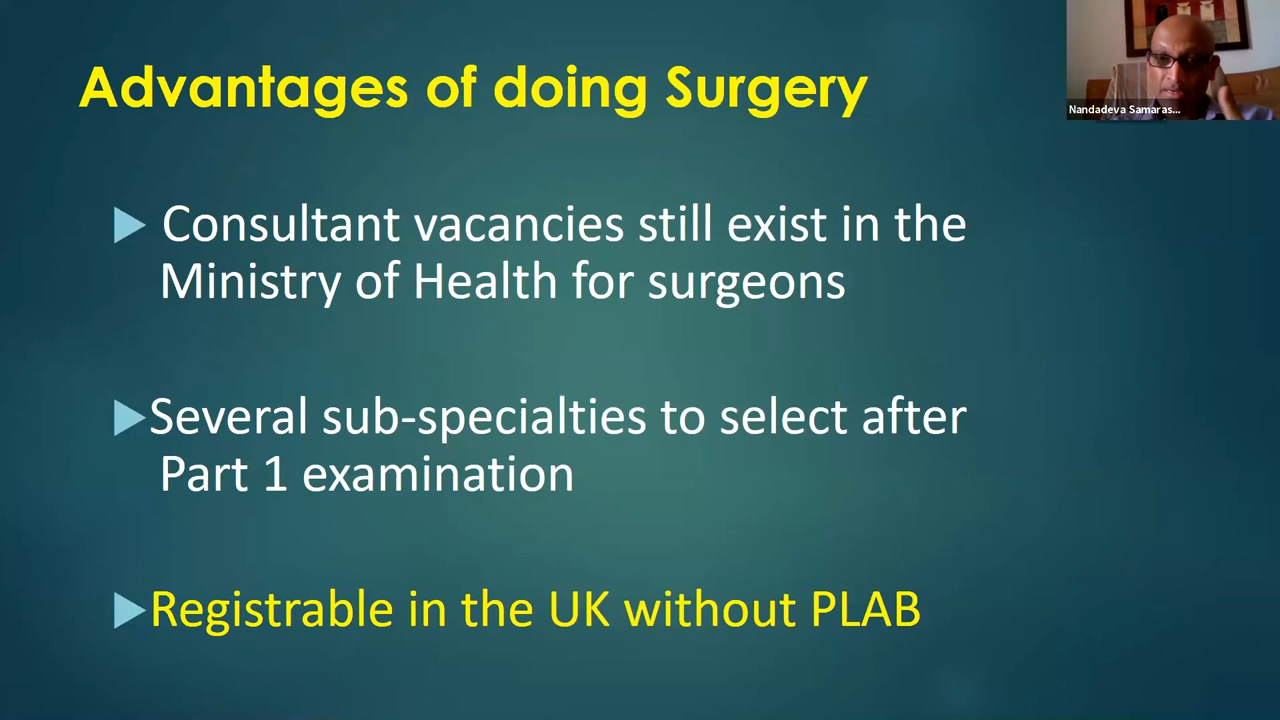 Advantages of doing Surgery
Nandadeva Samaras...
Consultant vacancies still exist in the
Ministry of Health for surgeons
Several sub-specialties to select after
Part 1 examination
Registrable in the UK without PLAB